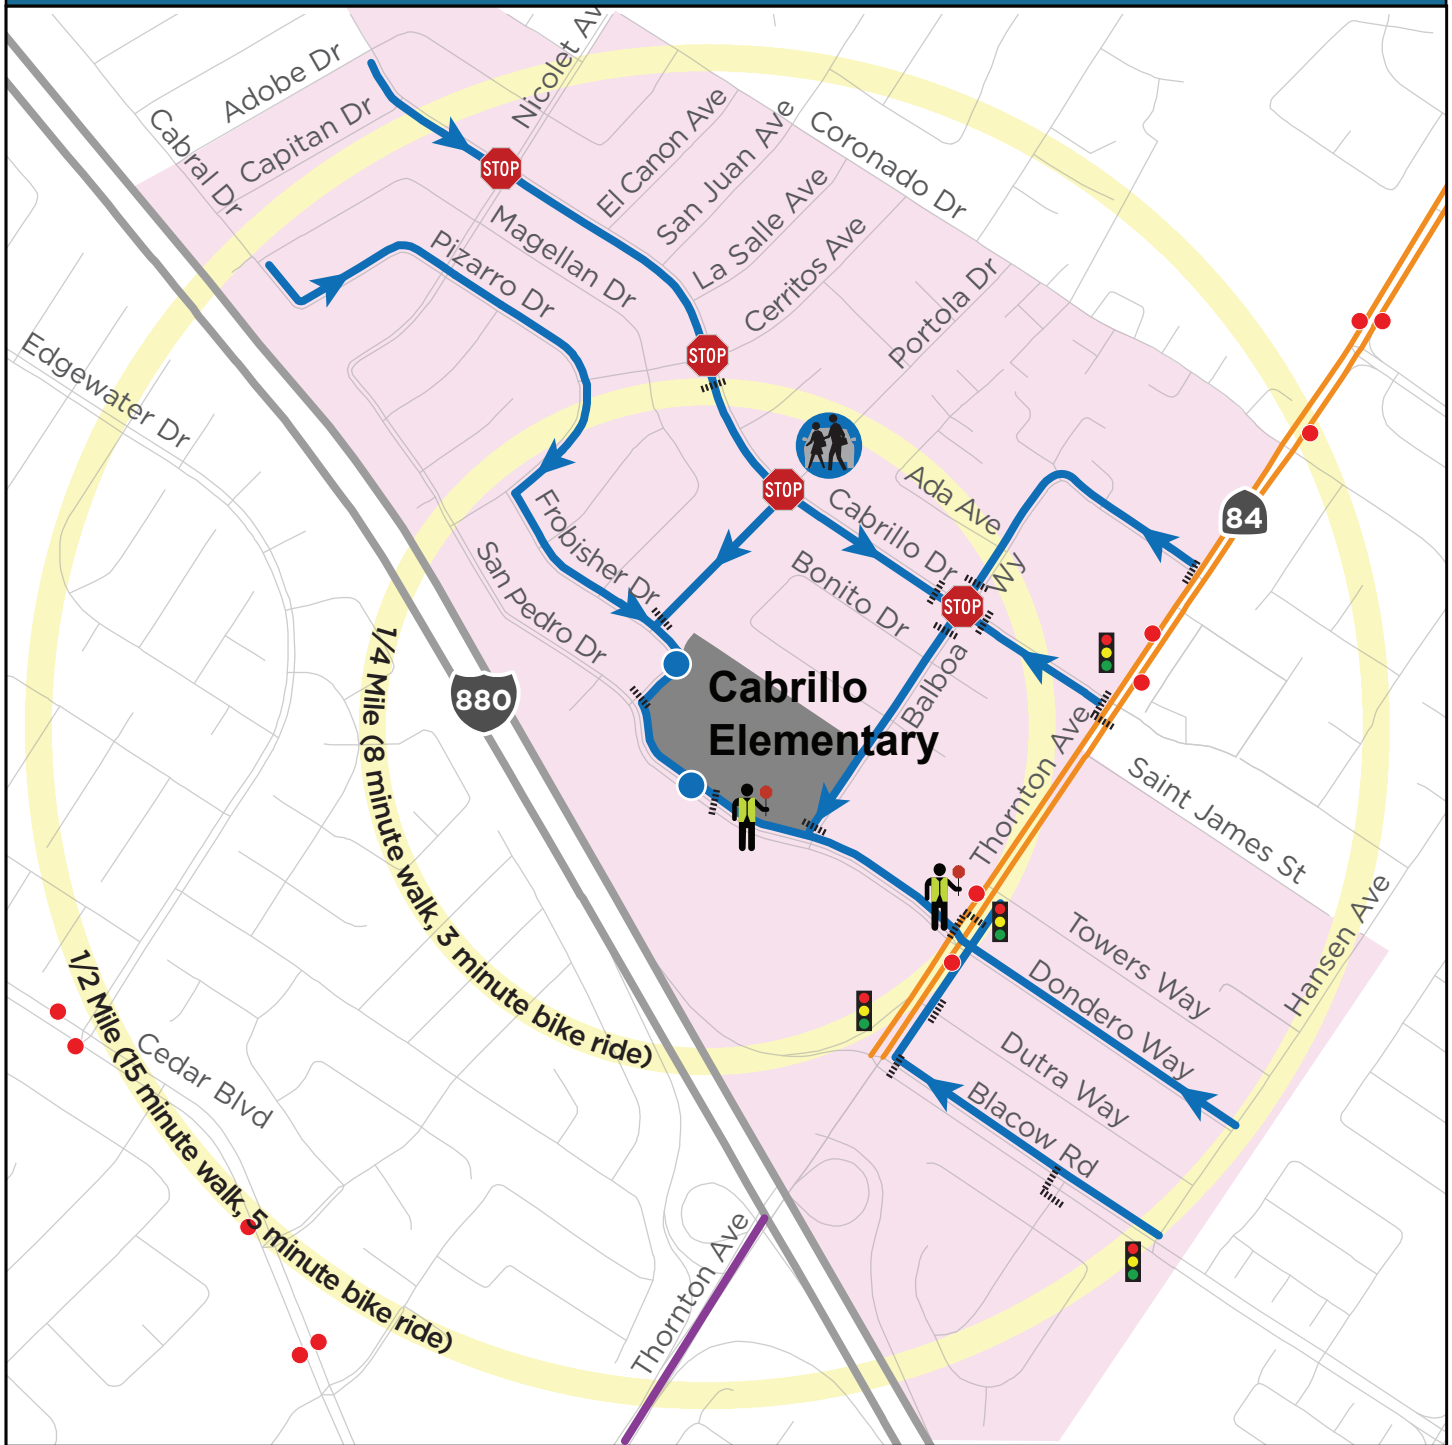 Nicolet Av
Adobe Dr
Capitan Dr
Cabral Dr
El Canon Ave
San Juan Ave
Coronado Dr
STOP
La Salle Ave
Magellan Dr
Pizarro Dr
Cerritos Ave
Portola Dr
Edgewater Dr
STOP
STOP
Ada Ave
Cabrillo Dr
84
Frobisher Dr
San Pedro Dr
Bonito Dr
Wy
STOP
Balboa
880
Cabrillo
Elementary
Thornton Ave
Saint James St
1/4 Mile (8 minute walk, 3 minute bike ride)
Hansen Ave
Towers Way
Dondero Way
Dutra Way
Blacow Rd
1/2 Mile (15 minute walk, 5 minute bike ride)
Cedar Blvd
Thornton Ave